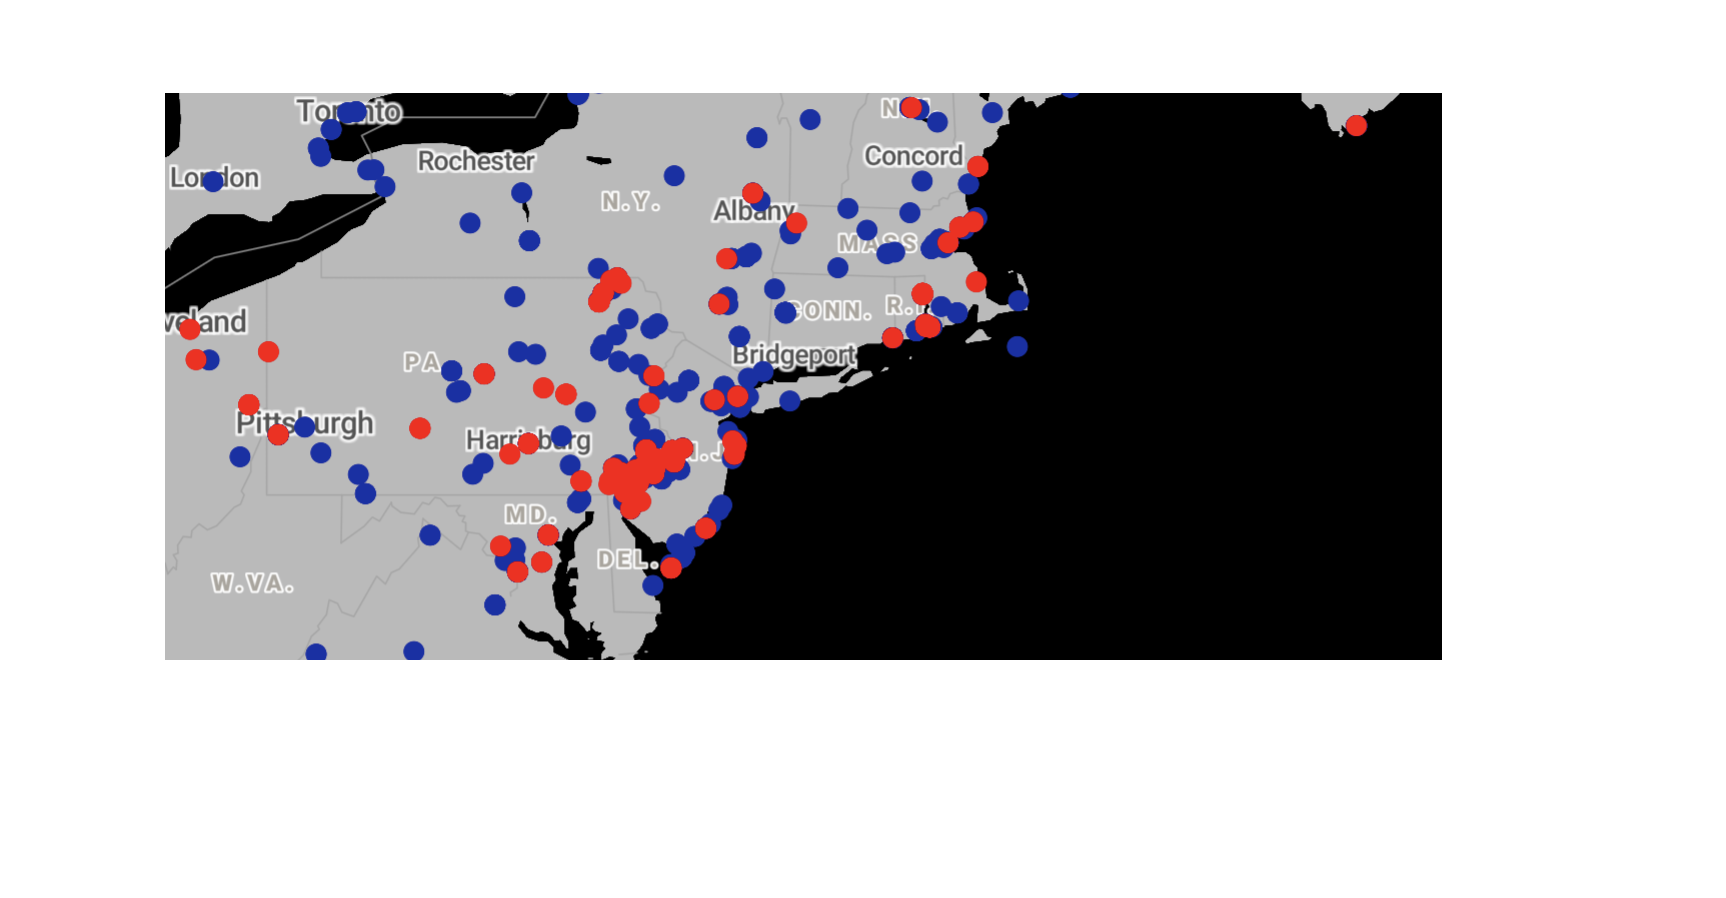 Toronto
N.H.
Rochester
Concord
London
N.Y.
Albany
MASS
CONN.
R.I.
veland
PA
Bridgeport
Pittsburgh
Harrisburg
N.J.
MD.
DEL.
W.VA.